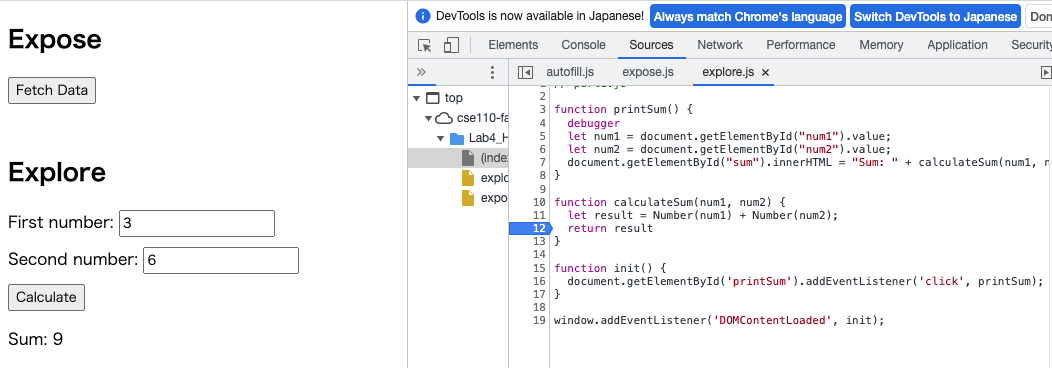 Expose
Fetch Data
Explore
First number: 3
Second number: 6
Calculate
Sum: 9
DevTools is now available in Japanese! Always match Chrome's language Switch DevTools to Japanese Don
Elements Console Sources Network Performance Memory Application Security
» autofill.js expose.js explore.js ×
top
cse110-fa
Lab4_H
(inde
explo
expo
2
3 function printSum() {
4 debugger
5 let num1 = document.getElementById("num1").value;
6 let num2 = document.getElementById("num2").value;
7 document.getElementById("sum").innerHTML = "Sum: " + calculateSum(num1, n
8 }
9
10 function calculateSum(num1, num2) {
11 let result = Number(num1) + Number(num2);
12 return result
13 }
14
15 function init() {
16 document.getElementById('printSum').addEventListener('click', printSum);
17 }
18
19 window.addEventListener('DOMContentLoaded', init);